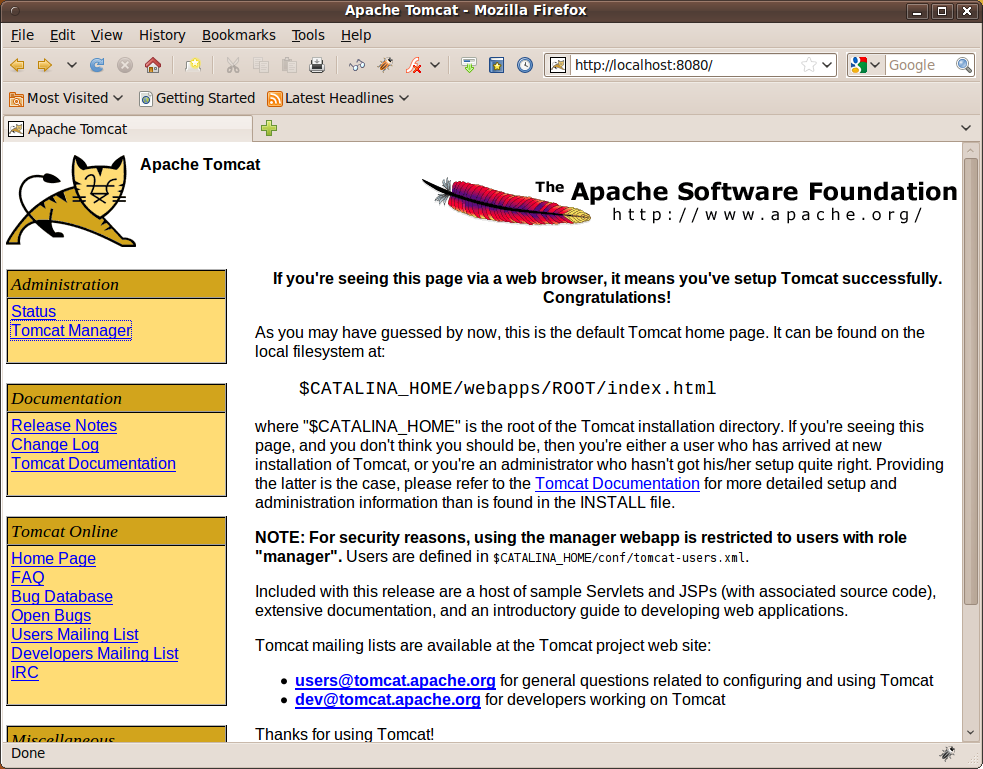 Apache Tomcat - Mozilla Firefox
File Edit View History Bookmarks Tools Help
http://localhost:8080/
Google
Most Visited Getting Started Latest Headlines
Apache Tomcat
Apache Tomcat
The Apache Software Foundation
http://www.apache.org/
Administration
Status
Tomcat Manager
Documentation
Release Notes
Change Log
Tomcat Documentation
Tomcat Online
Home Page
FAQ
Bug Database
Open Bugs
Users Mailing List
Developers Mailing List
IRC
Miscellaneous
If you're seeing this page via a web browser, it means you've setup Tomcat successfully.
Congratulations!
As you may have guessed by now, this is the default Tomcat home page. It can be found on the
local filesystem at:
$CATALINA_HOME/webapps/ROOT/index.html
where "$CATALINA_HOME" is the root of the Tomcat installation directory. If you're seeing this
page, and you don't think you should be, then you're either a user who has arrived at new
installation of Tomcat, or you're an administrator who hasn't got his/her setup quite right. Providing
the latter is the case, please refer to the Tomcat Documentation for more detailed setup and
administration information than is found in the INSTALL file.
NOTE: For security reasons, using the manager webapp is restricted to users with role
"manager". Users are defined in $CATALINA_HOME/conf/tomcat-users.xml.
Included with this release are a host of sample Servlets and JSPs (with associated source code),
extensive documentation, and an introductory guide to developing web applications.
Tomcat mailing lists are available at the Tomcat project web site:
• users@tomcat.apache.org for general questions related to configuring and using Tomcat
• dev@tomcat.apache.org for developers working on Tomcat
Thanks for using Tomcat!
Done